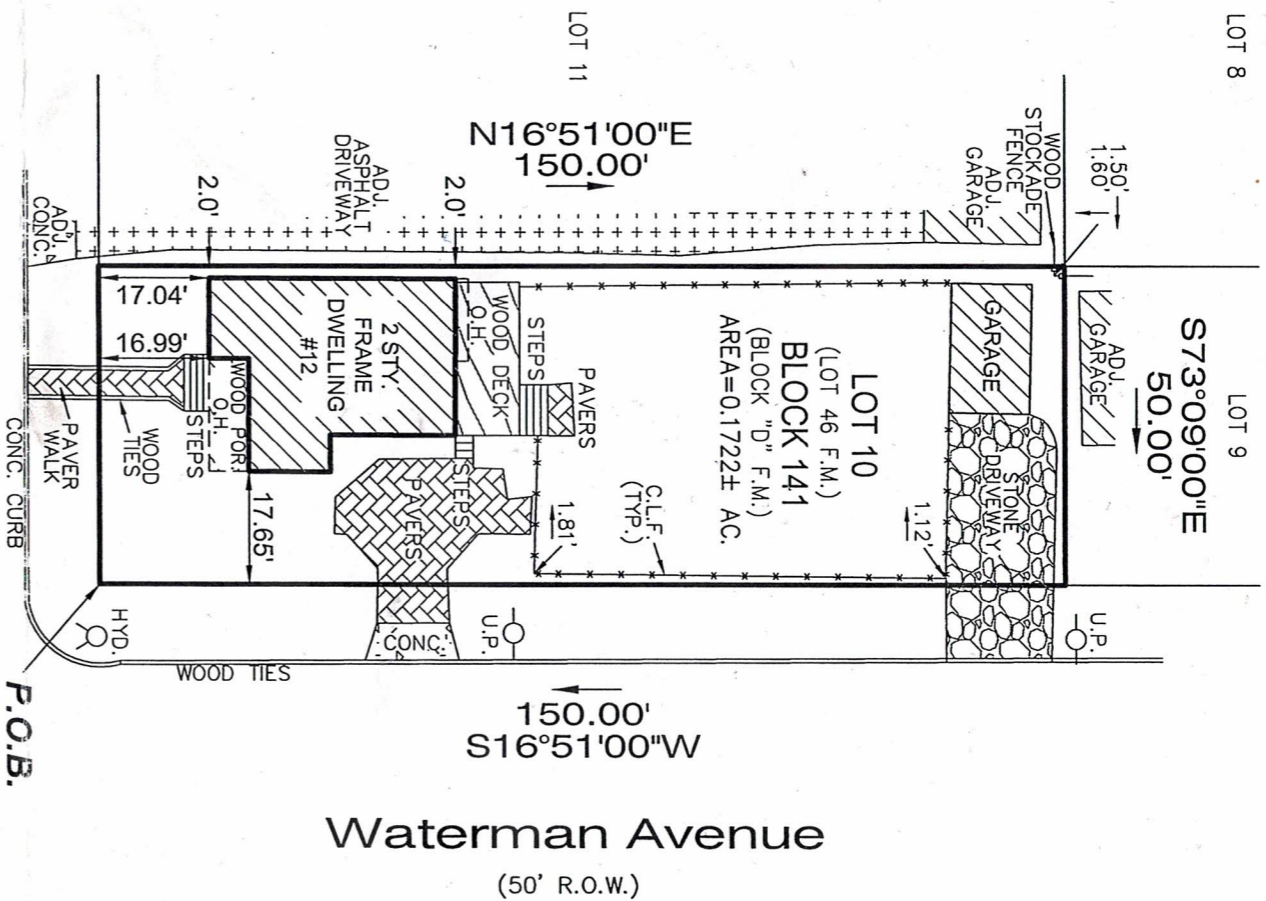 LOT 8
LOT 11
N16°51'00"E
150.00'
WOOD
STOCKADE
FENCE
1.50'
1.60'
ADJ.
GARAGE
ADJ.
ASPHALT
DRIVEWAY
2.0'
2.0'
ADJ.
CONC.
S73°09'00"E
50.00'
LOT 9
ADJ.
GARAGE
17.04'
16.99'
2 STY.
FRAME
DWELLING
#12
O.H.
WOOD DECK
STEPS
PAVERS
LOT 10
(LOT 46 F.M.)
BLOCK 141
(BLOCK "D" F.M.)
AREA=0.1722± AC.
GARAGE
STONE
DRIVEWAY
WOOD POR.
O.H.
STEPS
WOOD
TIES
PAVER
WALK
CONC. CURB
17.65'
STEPS
PAVERS
1.81'
C.L.F.
(TYP.)
1.12'
HYD.
CONC.
U.P.
U.P.
WOOD TIES
P.O.B.
150.00'
S16°51'00"W
Waterman Avenue
(50' R.O.W.)